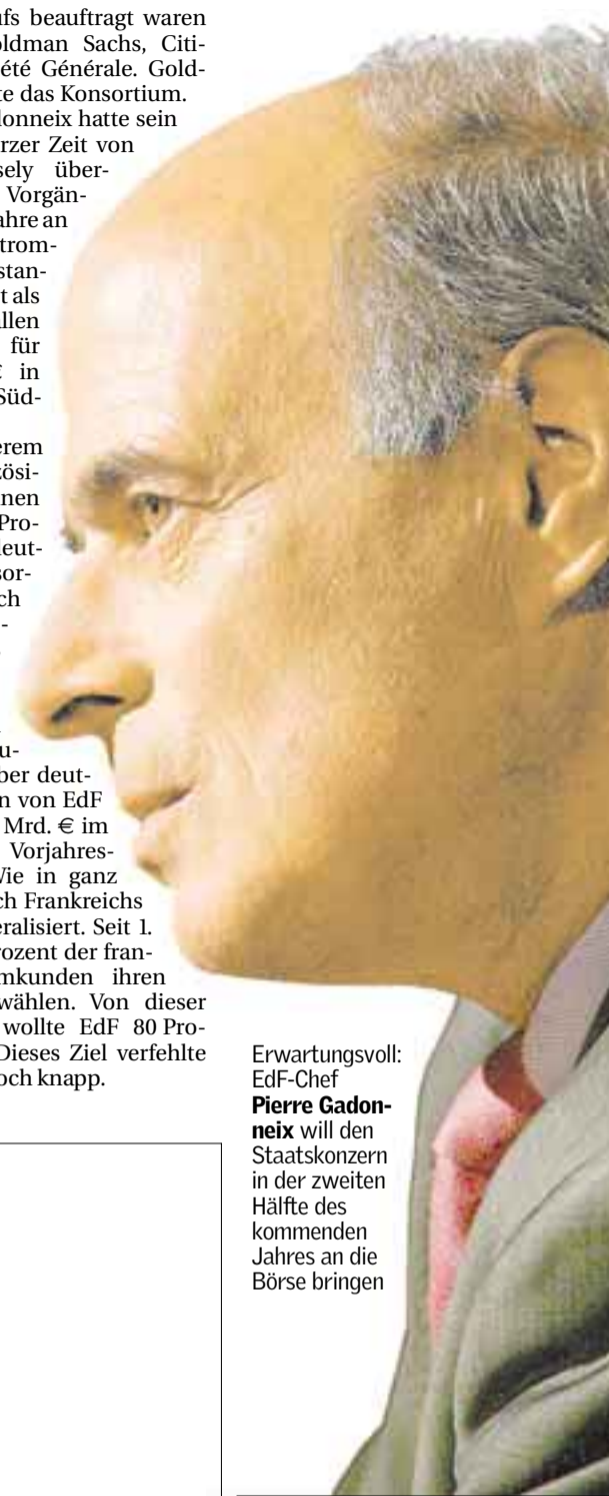 ufs beauftragt waren
oldman Sachs, Citi-
été Générale. Gold-
te das Konsortium.
donneix hatte sein
rzer Zeit von
sely über-
Vorgän-
ahre an
trom-
stan-
t als
llen
für
€ in
Süd-
erem
zösi-
nen
Pro-
deut-
sor-
ch
-
u-
ber deut-
n von EdF
Mrd. € im
Vorjahres-
Wie in ganz
ch Frankreichs
eralisiert. Seit 1.
rozent der fran-
mkunden ihren
wählen. Von dieser
wollte EdF 80 Pro-
Dieses Ziel verfehlte
och knapp.
Erwartungsvoll:
EdF-Chef
Pierre Gadon-
neix will den
Staatskonzern
in der zweiten
Hälfte des
kommenden
Jahres an die
Börse bringen